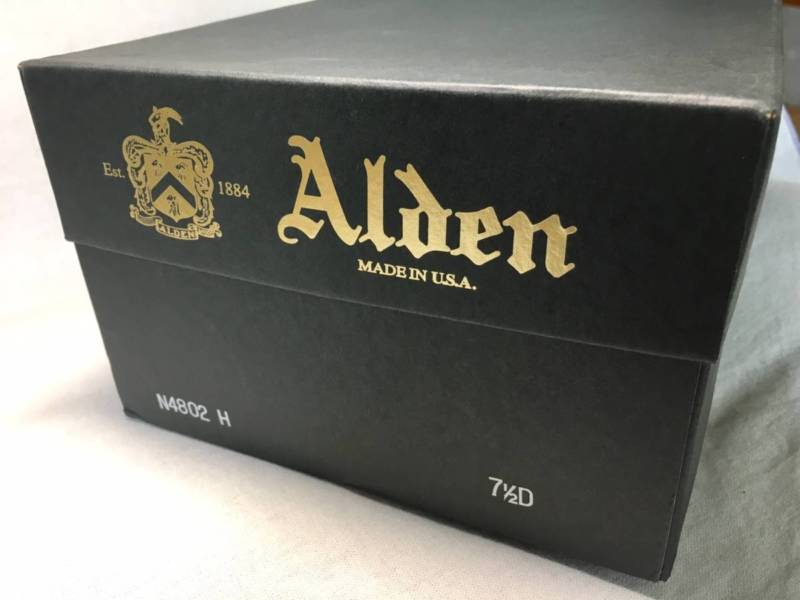 Est. 1884
ALDEN
Alden
MADE IN U.S.A.
N4802 H
7½D